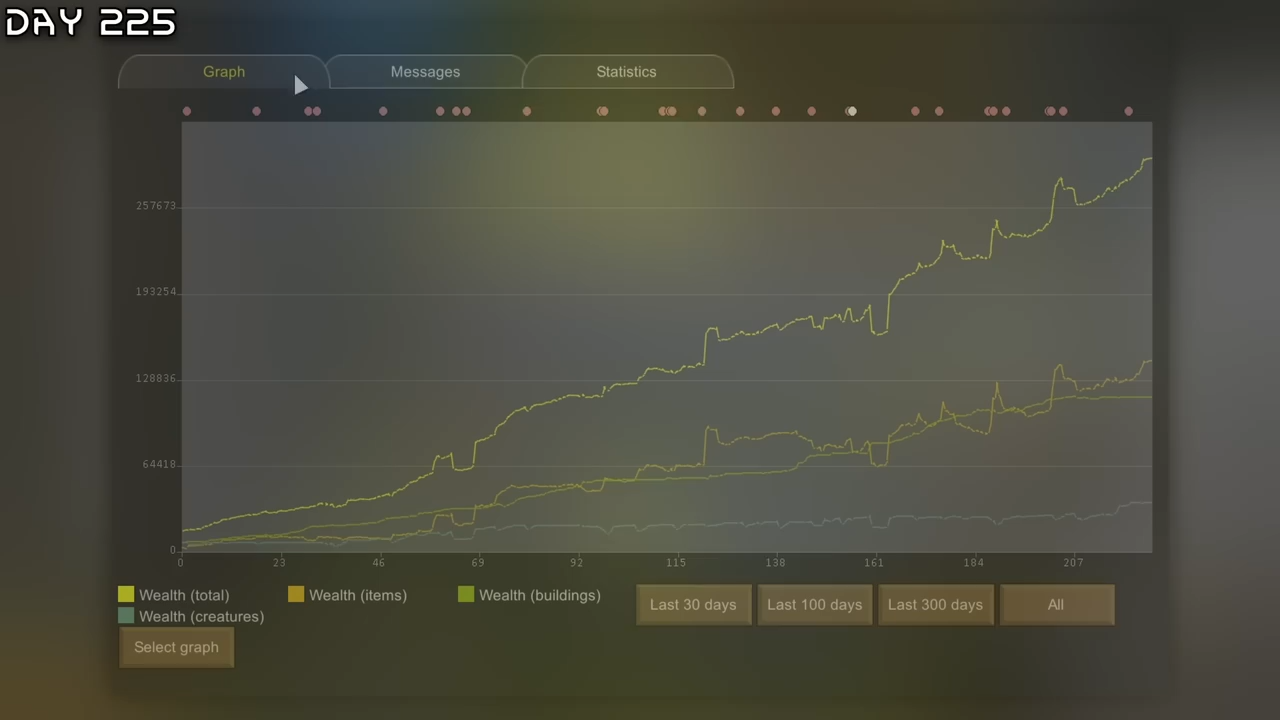 DAY 225
Graph Messages Statistics
257673
193254
128836
64418
0
0 23 46 69 92 115 138 161 184 207
Wealth (total) Wealth (items) Wealth (buildings)
Wealth (creatures)
Last 30 days Last 100 days Last 300 days All
Select graph